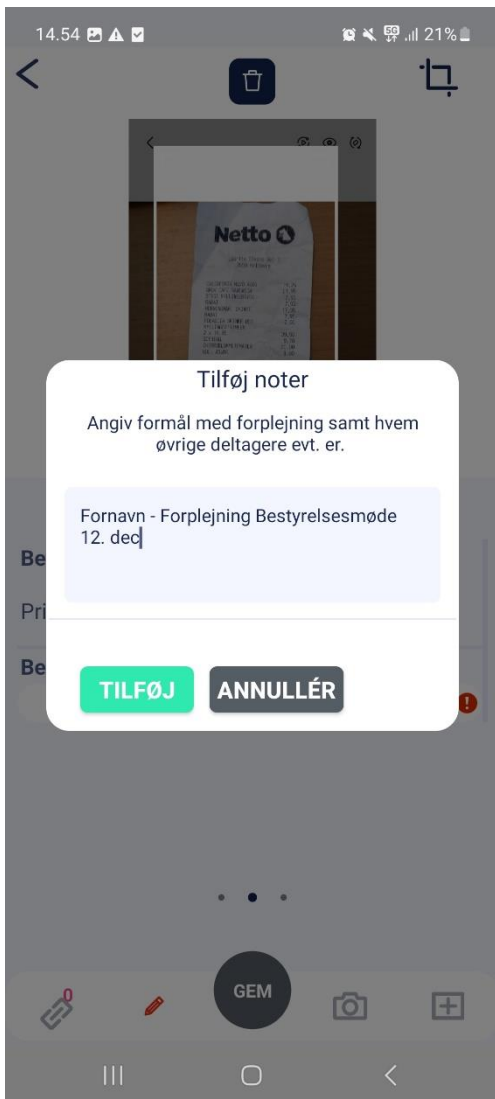 14.54
5G
21%
Netto
Tilføj noter
Angiv formål med forplejning samt hvem
øvrige deltagere evt. er.
Fornavn - Forplejning Bestyrelsesmøde
12. dec
Be
Pri
Be
TILFØJ
ANNULLÉR
0
GEM